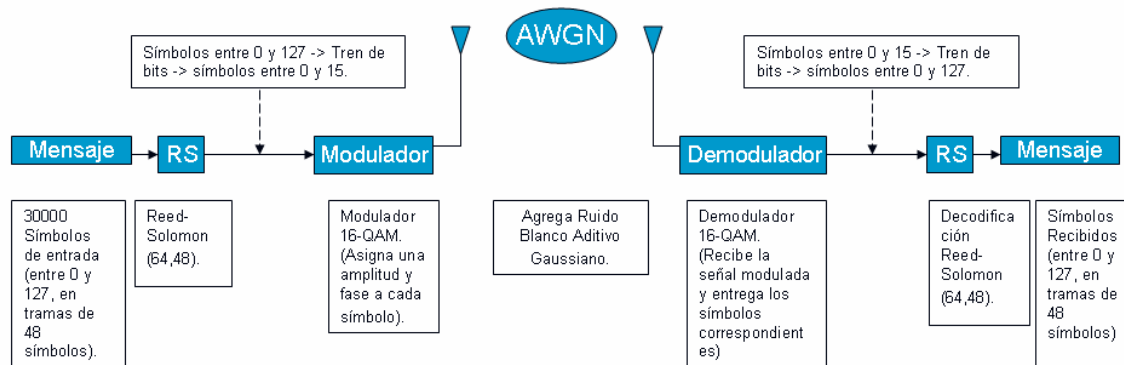 AWGN
Símbolos entre 0 y 127 -> Tren de
bits -> símbolos entre 0 y 15.
Símbolos entre 0 y 15 -> Tren de
bits -> símbolos entre 0 y 127.
Mensaje
RS
Modulador
Demodulador
RS
Mensaje
30000
Símbolos
de entrada
(entre 0 y
127, en
tramas de
48
símbolos).
Reed-
Solomon
(64,48).
Modulador
16-QAM.
(Asigna una
amplitud y
fase a cada
símbolo).
Agrega Ruido
Blanco Aditivo
Gaussiano.
Demodulador
16-QAM.
(Recibe la
señal modulada
y entrega los
símbolos
correspondient
es)
Decodifica
ación
Reed-
Solomon
(64,48).
Símbolos
Recibidos
(entre 0 y
127, en
tramas de
48
símbolos)